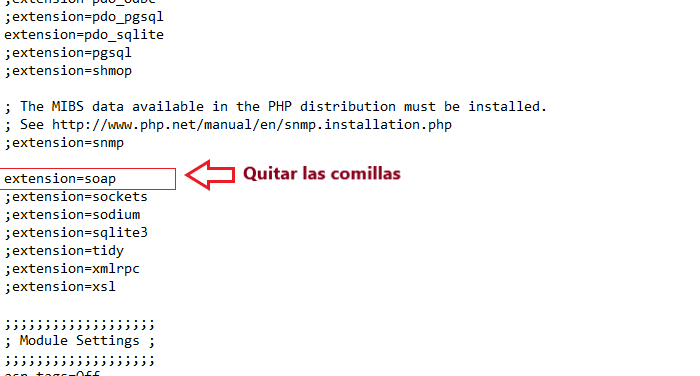 ;extension=pdo_odbc
;extension=pdo_pgsql
extension=pdo_sqlite
;extension=pgsql
;extension=shmop
; The MIBS data available in the PHP distribution must be installed.
; See http://www.php.net/manual/en/snmp.installation.php
;extension=snmp
extension=soap
Quitar las comillas
;extension=sockets
;extension=sodium
;extension=sqlite3
;extension=tidy
;extension=xmlrpc
;extension=xsl
;;;;;;;;;;;;;;;;;;;
; Module Settings ;
;;;;;;;;;;;;;;;;;;;
asp_tags=Off